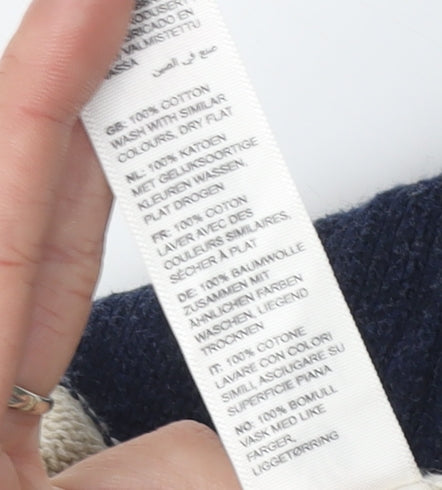 RICADO EN
VALMISTETTU
صنع في الصين
GB: 100% COTTON
WASH WITH SIMILAR
COLOURS, DRY FLAT
NL: 100% KATOEN
MET GELIJKSOORTIGE
KLEUREN WASSEN,
PLAT DROGEN
FR: 100% COTON
LAVER AVEC DES
COULEURS SIMILAIRES,
SÉCHER À PLAT
DE: 100% BAUMWOLLE
ZUSAMMEN MIT
ÄHNLICHEN FARBEN
WASCHEN, LIEGEND
TROCKNEN
IT: 100% COTONE
LAVARE CON COLORI
SIMILI, ASCIUGARE SU
SUPERFICIE PIANA
NO: 100% BOMULL
VASK MED LIKE
FARGER,
LIGGETØRRING